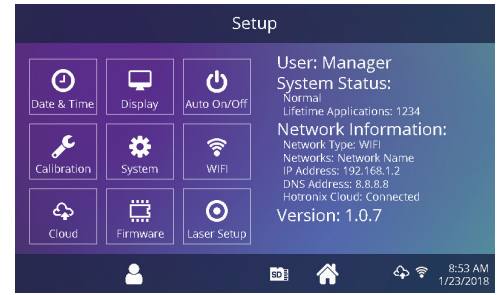 Setup
Date & Time
Display
Auto On/Off
Calibration
System
WIFI
Cloud
Firmware
Laser Setup
User: Manager
System Status:
Normal
Lifetime Applications: 1234
Network Information:
Network Type: WIFI
Networks: Network Name
IP Address: 192.168.1.2
DNS Address: 8.8.8.8
Hotronix Cloud: Connected
Version: 1.0.7
SD
8:53 AM
1/23/2018